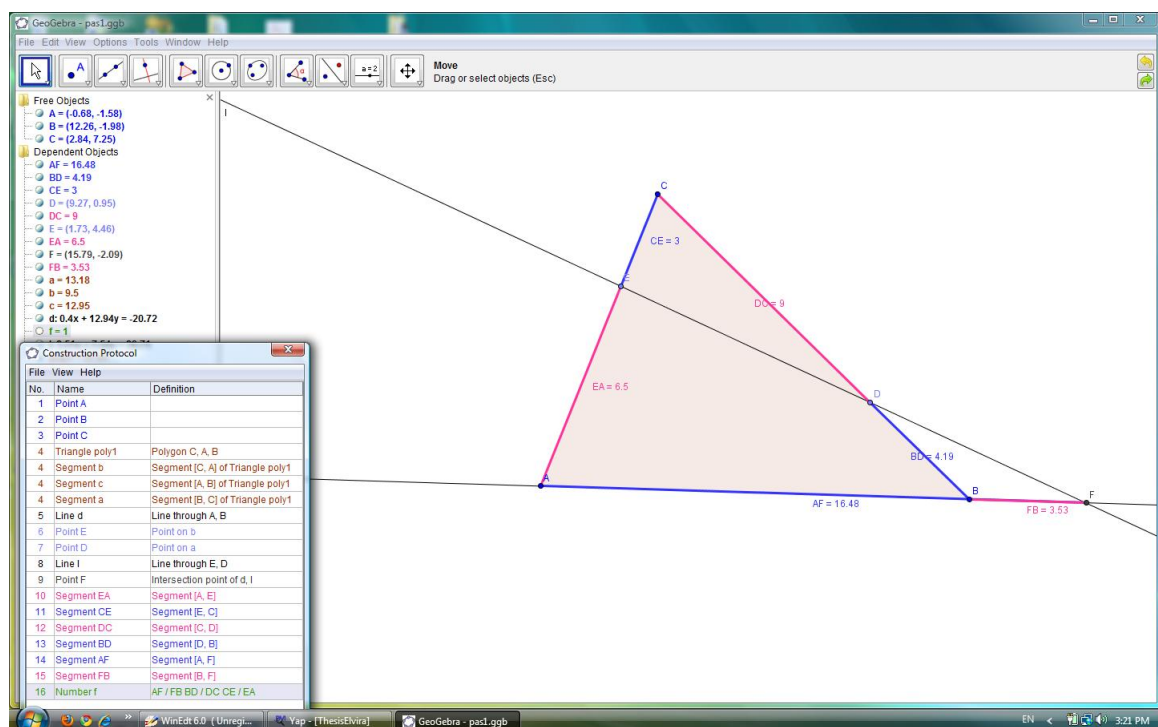 GeoGebra - pas1.ggb
File Edit View Options Tools Window Help
A
α
a=2
Move
Drag or select objects (Esc)
Free Objects
A = (-0.68, -1.58)
B = (12.26, -1.98)
C = (2.84, 7.25)
Dependent Objects
AF = 16.48
BD = 4.19
CE = 3
D = (9.27, 0.95)
DC = 9
E = (1.73, 4.46)
EA = 6.5
F = (15.79, -2.09)
FB = 3.53
a = 13.18
b = 9.5
c = 12.95
d: 0.4x + 12.94y = -20.72
f = 1
l
C
CE = 3
E
DC = 9
EA = 6.5
D
BD = 4.19
A
B
F
AF = 16.48
FB = 3.53
Construction Protocol
File View Help
No. Name Definition
1 Point A
2 Point B
3 Point C
4 Triangle poly1 Polygon C, A, B
4 Segment b Segment [C, A] of Triangle poly1
4 Segment c Segment [A, B] of Triangle poly1
4 Segment a Segment [B, C] of Triangle poly1
5 Line d Line through A, B
6 Point E Point on b
7 Point D Point on a
8 Line l Line through E, D
9 Point F Intersection point of d, l
10 Segment EA Segment [A, E]
11 Segment CE Segment [E, C]
12 Segment DC Segment [C, D]
13 Segment BD Segment [D, B]
14 Segment AF Segment [A, F]
15 Segment FB Segment [B, F]
16 Number f AF / FB BD / DC CE / EA
WinEdt 6.0 (Unregi...
Yap - [ThesisElvira]
GeoGebra - pas1.ggb
EN
3:21 PM